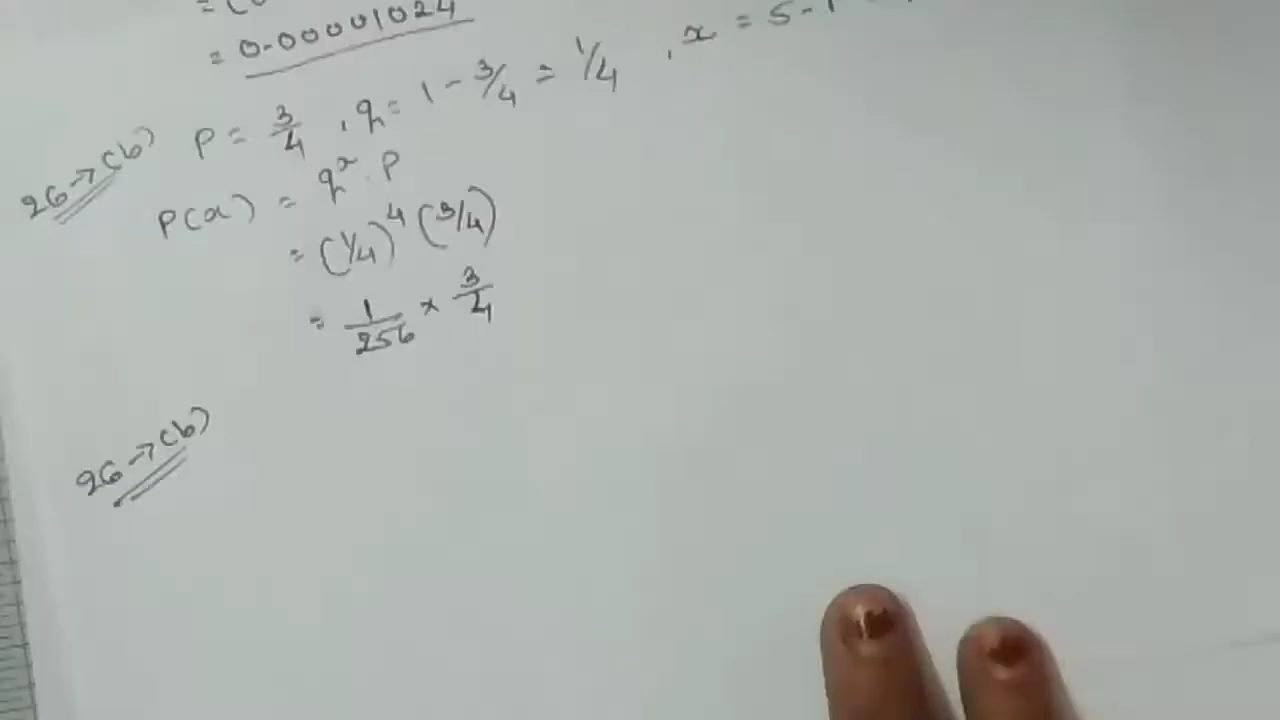 = (0
= 0.00001024
26→(b) P = 3/4 , q = 1 - 3/4 = 1/4 , x = 5-1
P(x) = q^x . P
= (1/4)^4 (3/4)
= 1/256 × 3/4
26→(b)